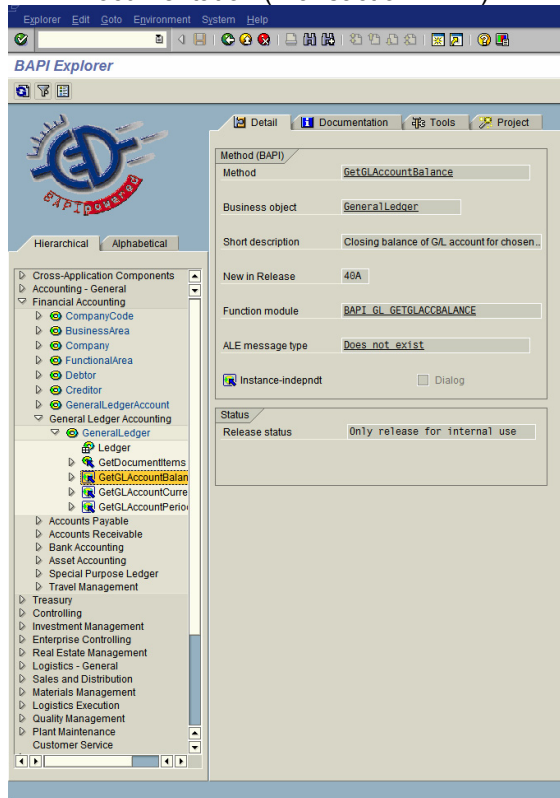 Explorer Edit Goto Environment System Help
BAPI Explorer
Detail Documentation Tools Project
BAPIpowered
Method (BAPI)
Method GetGLAccountBalance
Business object GeneralLedger
Short description Closing balance of G/L account for chosen..
New in Release 40A
Function module BAPI_GL_GETGLACCBALANCE
ALE message type Does not exist
Instance-indepndt Dialog
Status
Release status Only release for internal use
Hierarchical Alphabetical
Cross-Application Components
Accounting - General
Financial Accounting
CompanyCode
BusinessArea
Company
FunctionalArea
Debtor
Creditor
GeneralLedgerAccount
General Ledger Accounting
GeneralLedger
Ledger
GetDocumentItems
GetGLAccountBalan
GetGLAccountCurre
GetGLAccountPerio
Accounts Payable
Accounts Receivable
Bank Accounting
Asset Accounting
Special Purpose Ledger
Travel Management
Treasury
Controlling
Investment Management
Enterprise Controlling
Real Estate Management
Logistics - General
Sales and Distribution
Materials Management
Logistics Execution
Quality Management
Plant Maintenance
Customer Service